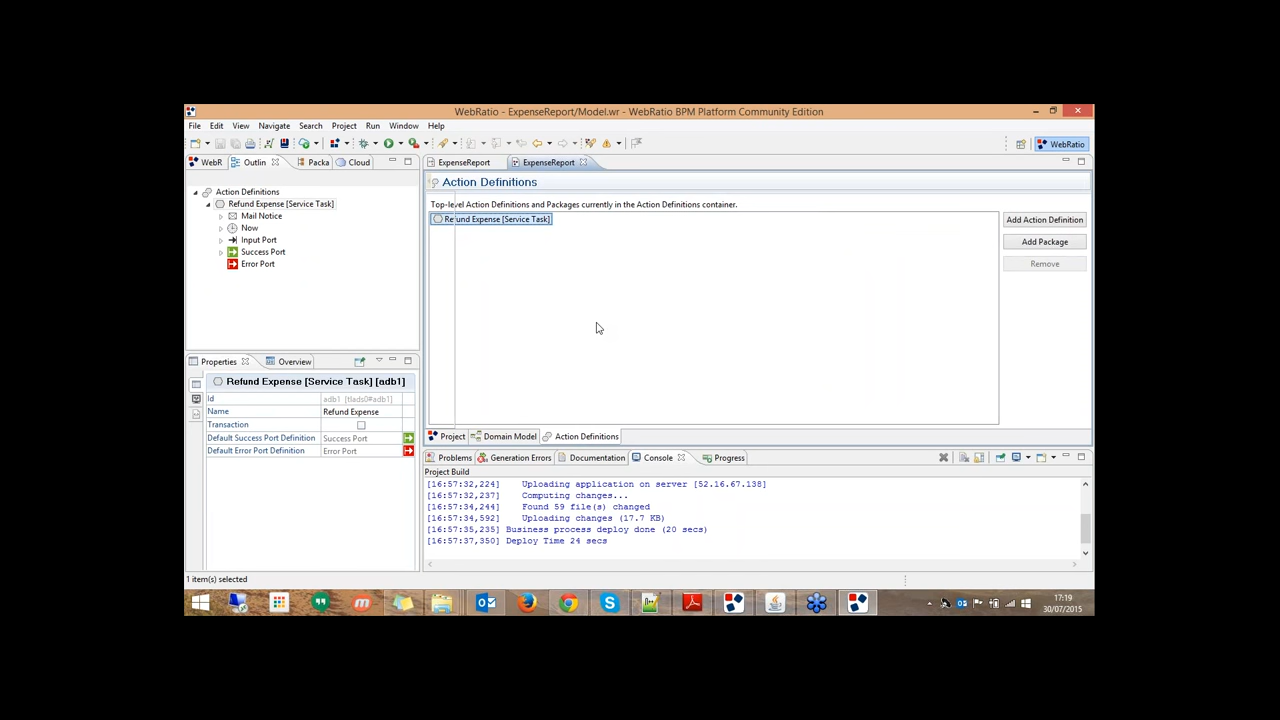 WebRatio - ExpenseReport/Model.wr - WebRatio BPM Platform Community Edition
File Edit View Navigate Search Project Run Window Help
WebRatio
WebR Outlin Packa Cloud
ExpenseReport ExpenseReport
Action Definitions
Refund Expense [Service Task]
Mail Notice
Now
Input Port
Success Port
Error Port
Action Definitions
Top-level Action Definitions and Packages currently in the Action Definitions container.
Refund Expense [Service Task]
Add Action Definition
Add Package
Remove
Properties Overview
Refund Expense [Service Task] [adb1]
Id adb1 [tlads0#adb1]
Name Refund Expense
Transaction
Default Success Port Definition Success Port
Default Error Port Definition Error Port
Project Domain Model Action Definitions
Problems Generation Errors Documentation Console Progress
Project Build
[16:57:32,224] Uploading application on server [52.16.67.138]
[16:57:32,237] Computing changes...
[16:57:34,244] Found 59 file(s) changed
[16:57:34,592] Uploading changes (17.7 KB)
[16:57:35,235] Business process deploy done (20 secs)
[16:57:37,350] Deploy Time 24 secs
1 item(s) selected
17:19
30/07/2015